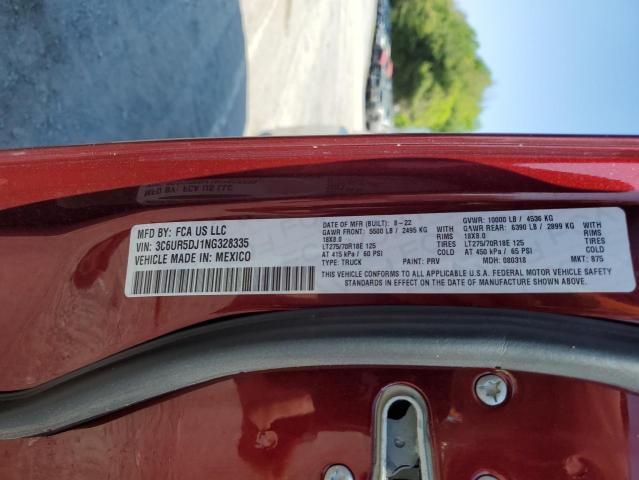 MFD BY: FCA US LLC
VIN: 3C6UR5DJ1NG328335
VEHICLE MADE IN: MEXICO
DATE OF MFR (BUILT): 8-22 GVWR: 10000 LB / 4536 KG
GAWR FRONT: 5500 LB / 2495 KG WITH GAWR REAR: 6390 LB / 2899 KG WITH
18X8.0 RIMS 18X8.0 RIMS
LT275/70R18E 125 TIRES LT275/70R18E 125 TIRES
AT 415 kPa / 60 PSI COLD AT 450 kPa / 65 PSI COLD
TYPE: TRUCK PAINT: PRV MDH: 080318 MKT: 875
THIS VEHICLE CONFORMS TO ALL APPLICABLE U.S.A. FEDERAL MOTOR VEHICLE SAFETY
STANDARDS IN EFFECT ON THE DATE OF MANUFACTURE SHOWN ABOVE.